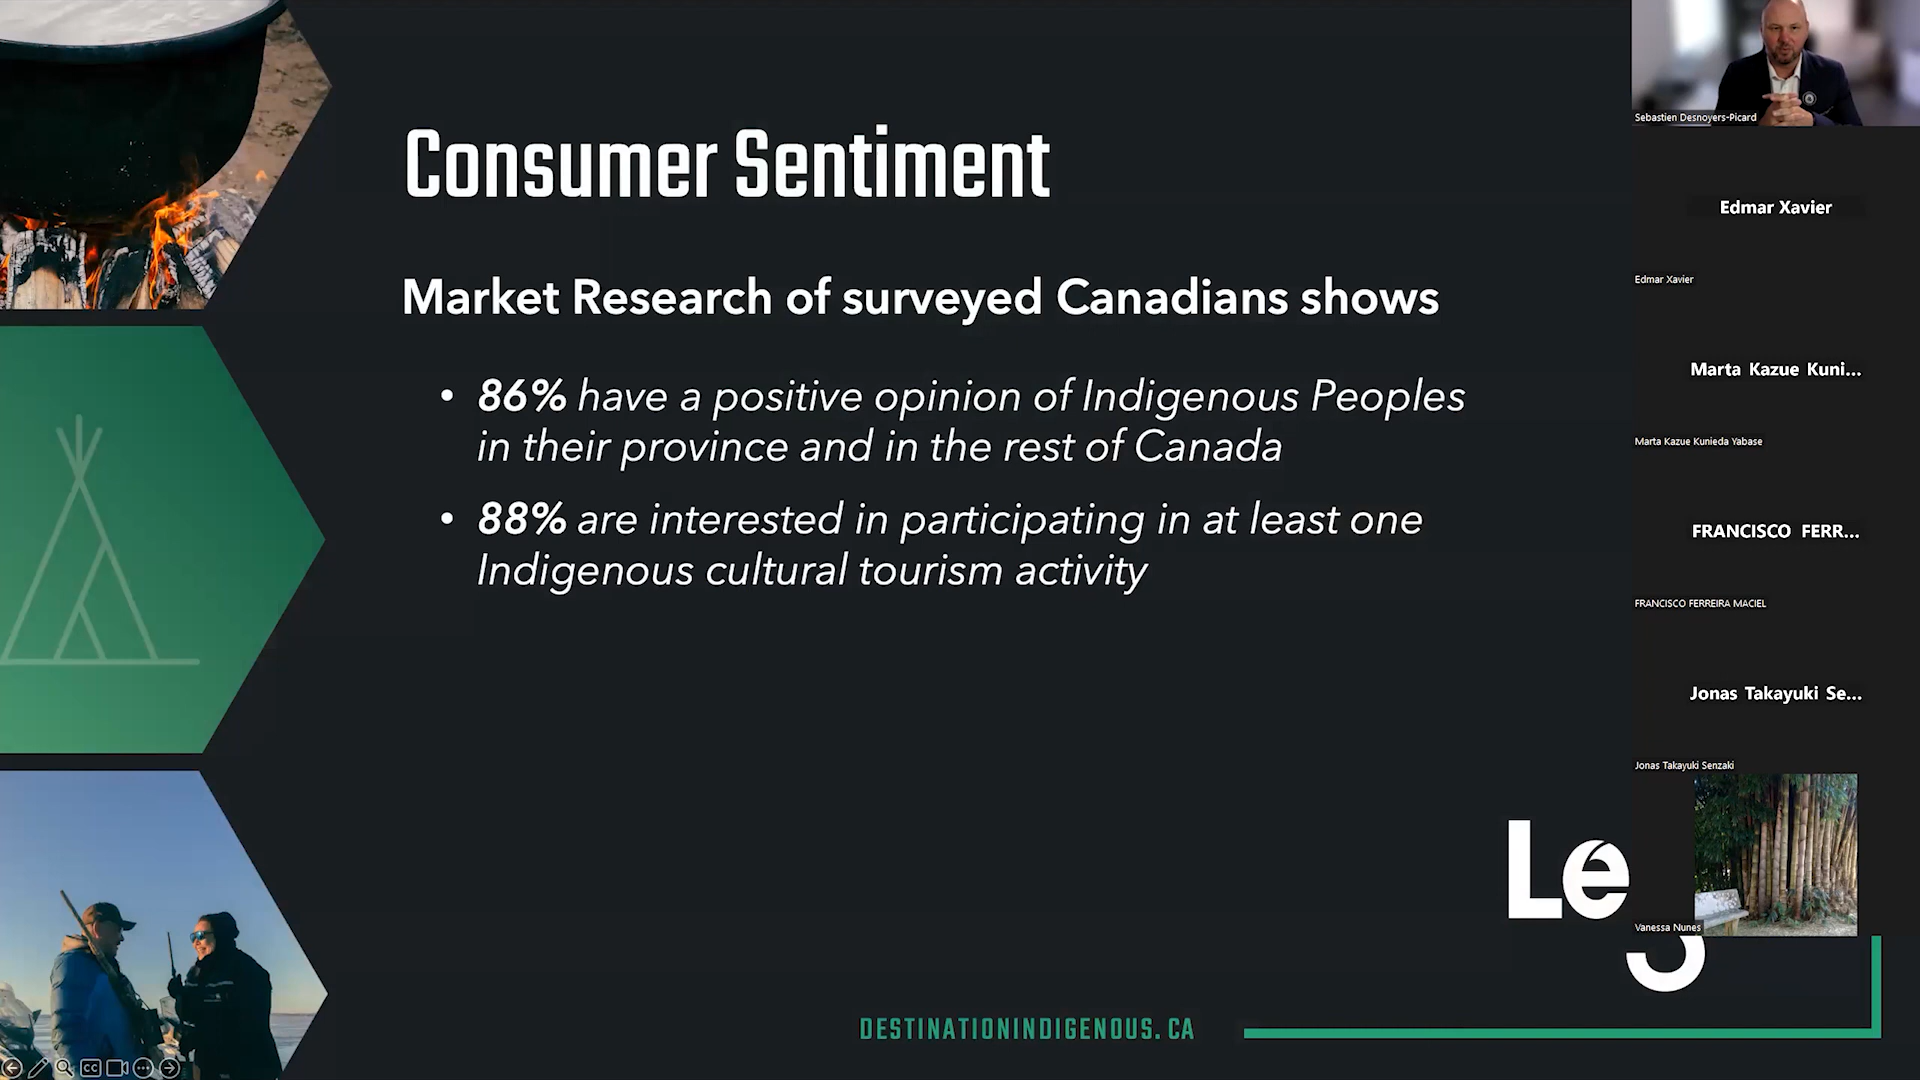 Consumer Sentiment
Market Research of surveyed Canadians shows
• 86% have a positive opinion of Indigenous Peoples
in their province and in the rest of Canada
• 88% are interested in participating in at least one
Indigenous cultural tourism activity
Le
DESTINATIONINDIGENOUS.CA
Sebastien Desnoyers-Picard
Edmar Xavier
Edmar Xavier
Marta Kazue Kuni...
Marta Kazue Kunieda Yabase
FRANCISCO FERR...
FRANCISCO FERREIRA MACIEL
Jonas Takayuki Se...
Jonas Takayuki Senzaki
Vanessa Nunes
CC